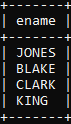 +-------+
| ename |
+-------+
| JONES |
| BLAKE |
| CLARK |
| KING  |
+-------+